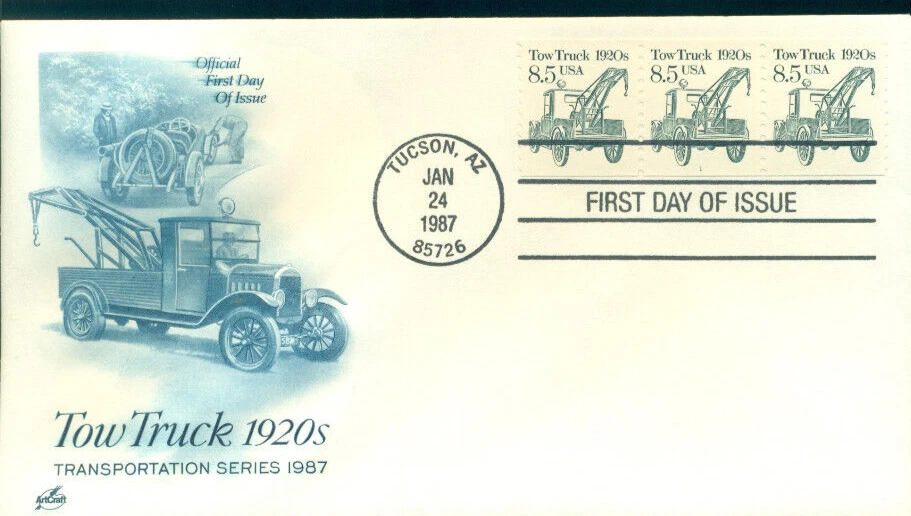 Official
First Day
Of Issue
Tow Truck 1920s
8.5 USA
Tow Truck 1920s
8.5 USA
Tow Truck 1920s
8.5 USA
1
TUCSON, AZ
JAN
24
1987
85726
FIRST DAY OF ISSUE
Tow Truck 1920s
TRANSPORTATION SERIES 1987
ArtCraft